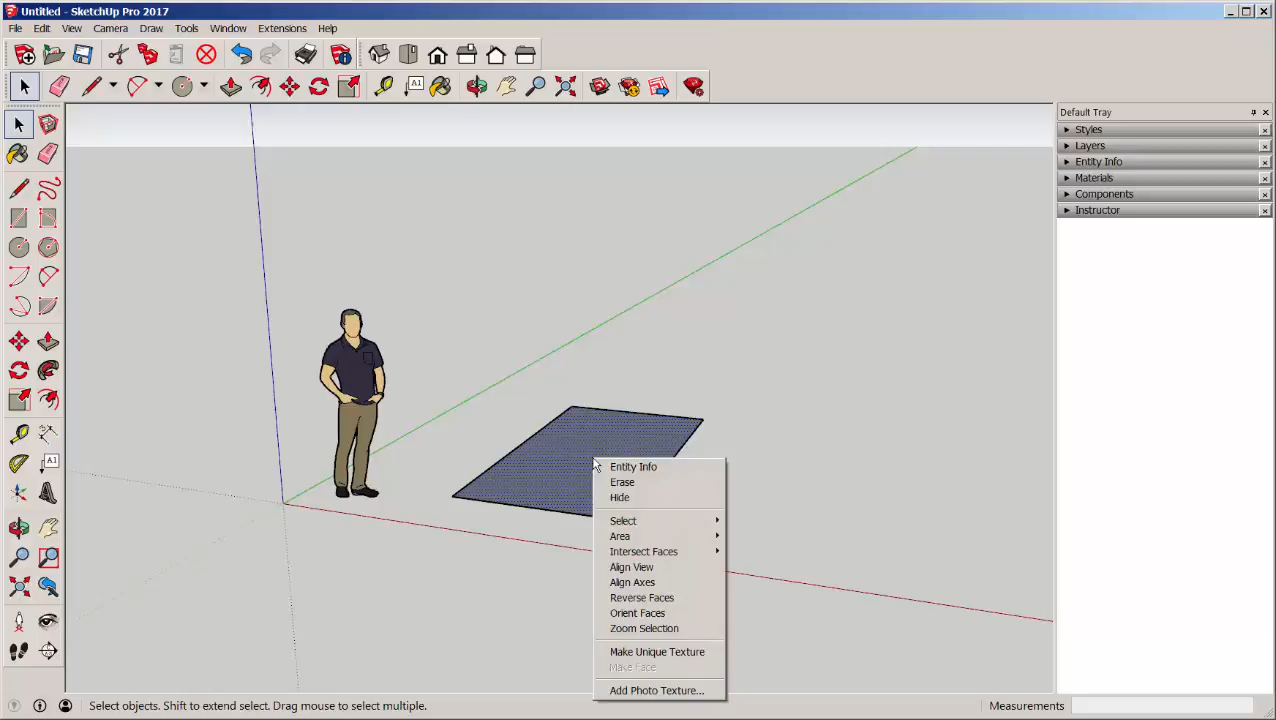 Untitled - SketchUp Pro 2017
File Edit View Camera Draw Tools Window Extensions Help
A1
Default Tray
Styles
Layers
Entity Info
Materials
Components
Instructor
A1
Entity Info
Erase
Hide
Select
Area
Intersect Faces
Align View
Align Axes
Reverse Faces
Orient Faces
Zoom Selection
Make Unique Texture
Make Face
Add Photo Texture...
Select objects. Shift to extend select. Drag mouse to select multiple. Measurements